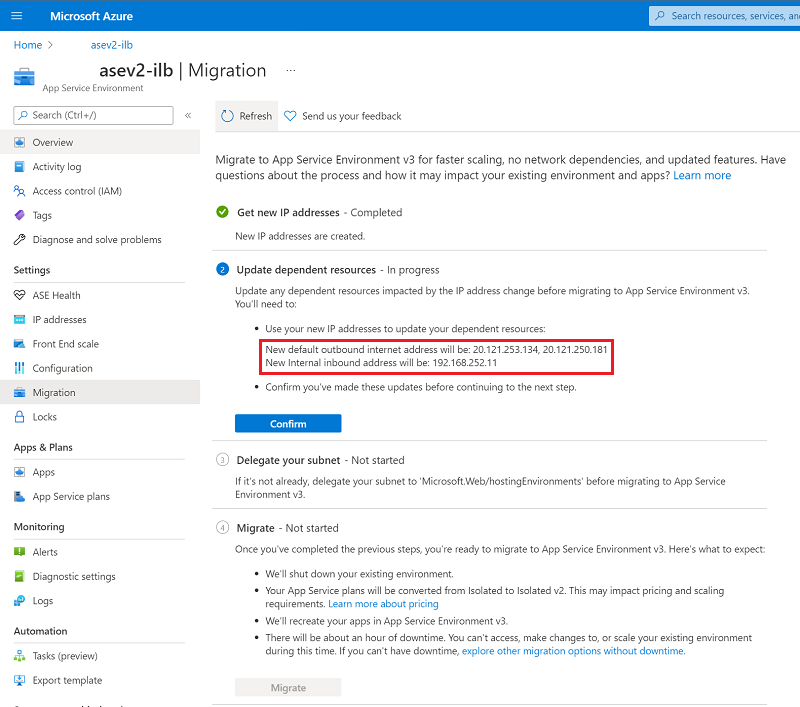 Microsoft Azure
Search resources, services, an
Home >
asev2-ilb
asev2-ilb | Migration ...
App Service Environment
Search (Ctrl+/)
«
Refresh
Send us your feedback
Overview
Activity log
Access control (IAM)
Tags
Diagnose and solve problems
Settings
ASE Health
IP addresses
Front End scale
Configuration
Migration
Locks
Apps & Plans
Apps
App Service plans
Monitoring
Alerts
Diagnostic settings
Logs
Automation
Tasks (preview)
Export template
Migrate to App Service Environment v3 for faster scaling, no network dependencies, and updated features. Have
questions about the process and how it may impact your existing environment and apps? Learn more
Get new IP addresses - Completed
New IP addresses are created.
2 Update dependent resources - In progress
Update any dependent resources impacted by the IP address change before migrating to App Service Environment v3.
You'll need to:
• Use your new IP addresses to update your dependent resources:
New default outbound internet address will be: 20.121.253.134, 20.121.250.181
New Internal inbound address will be: 192.168.252.11
• Confirm you've made these updates before continuing to the next step.
Confirm
3 Delegate your subnet - Not started
If it's not already, delegate your subnet to 'Microsoft.Web/hostingEnvironments' before migrating to App Service
Environment v3.
4 Migrate - Not started
Once you've completed the previous steps, you're ready to migrate to App Service Environment v3. Here's what to expect:
• We'll shut down your existing environment.
• Your App Service plans will be converted from Isolated to Isolated v2. This may impact pricing and scaling
requirements. Learn more about pricing
• We'll recreate your apps in App Service Environment v3.
• There will be about an hour of downtime. You can't access, make changes to, or scale your existing environment
during this time. If you can't have downtime, explore other migration options without downtime.
Migrate